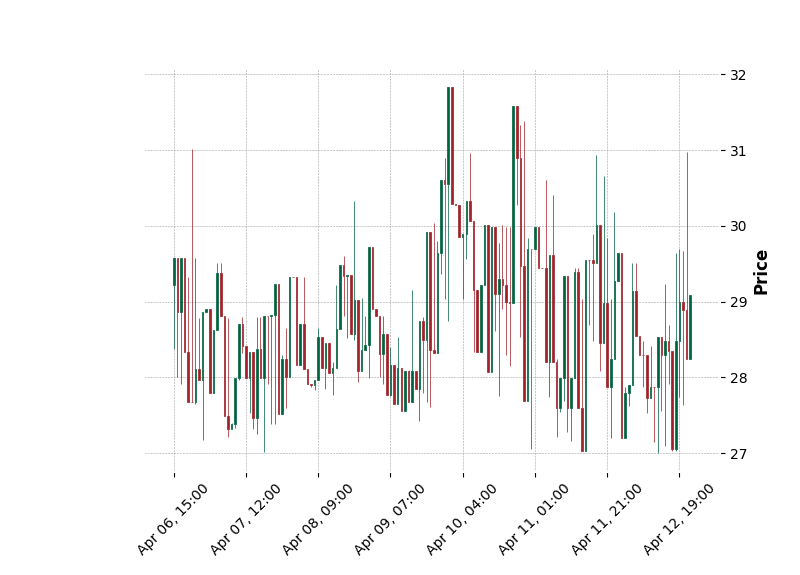 32
31
30
29
28
27
Price
Apr 06, 15:00
Apr 07, 12:00
Apr 08, 09:00
Apr 09, 07:00
Apr 10, 04:00
Apr 11, 01:00
Apr 11, 21:00
Apr 12, 19:00